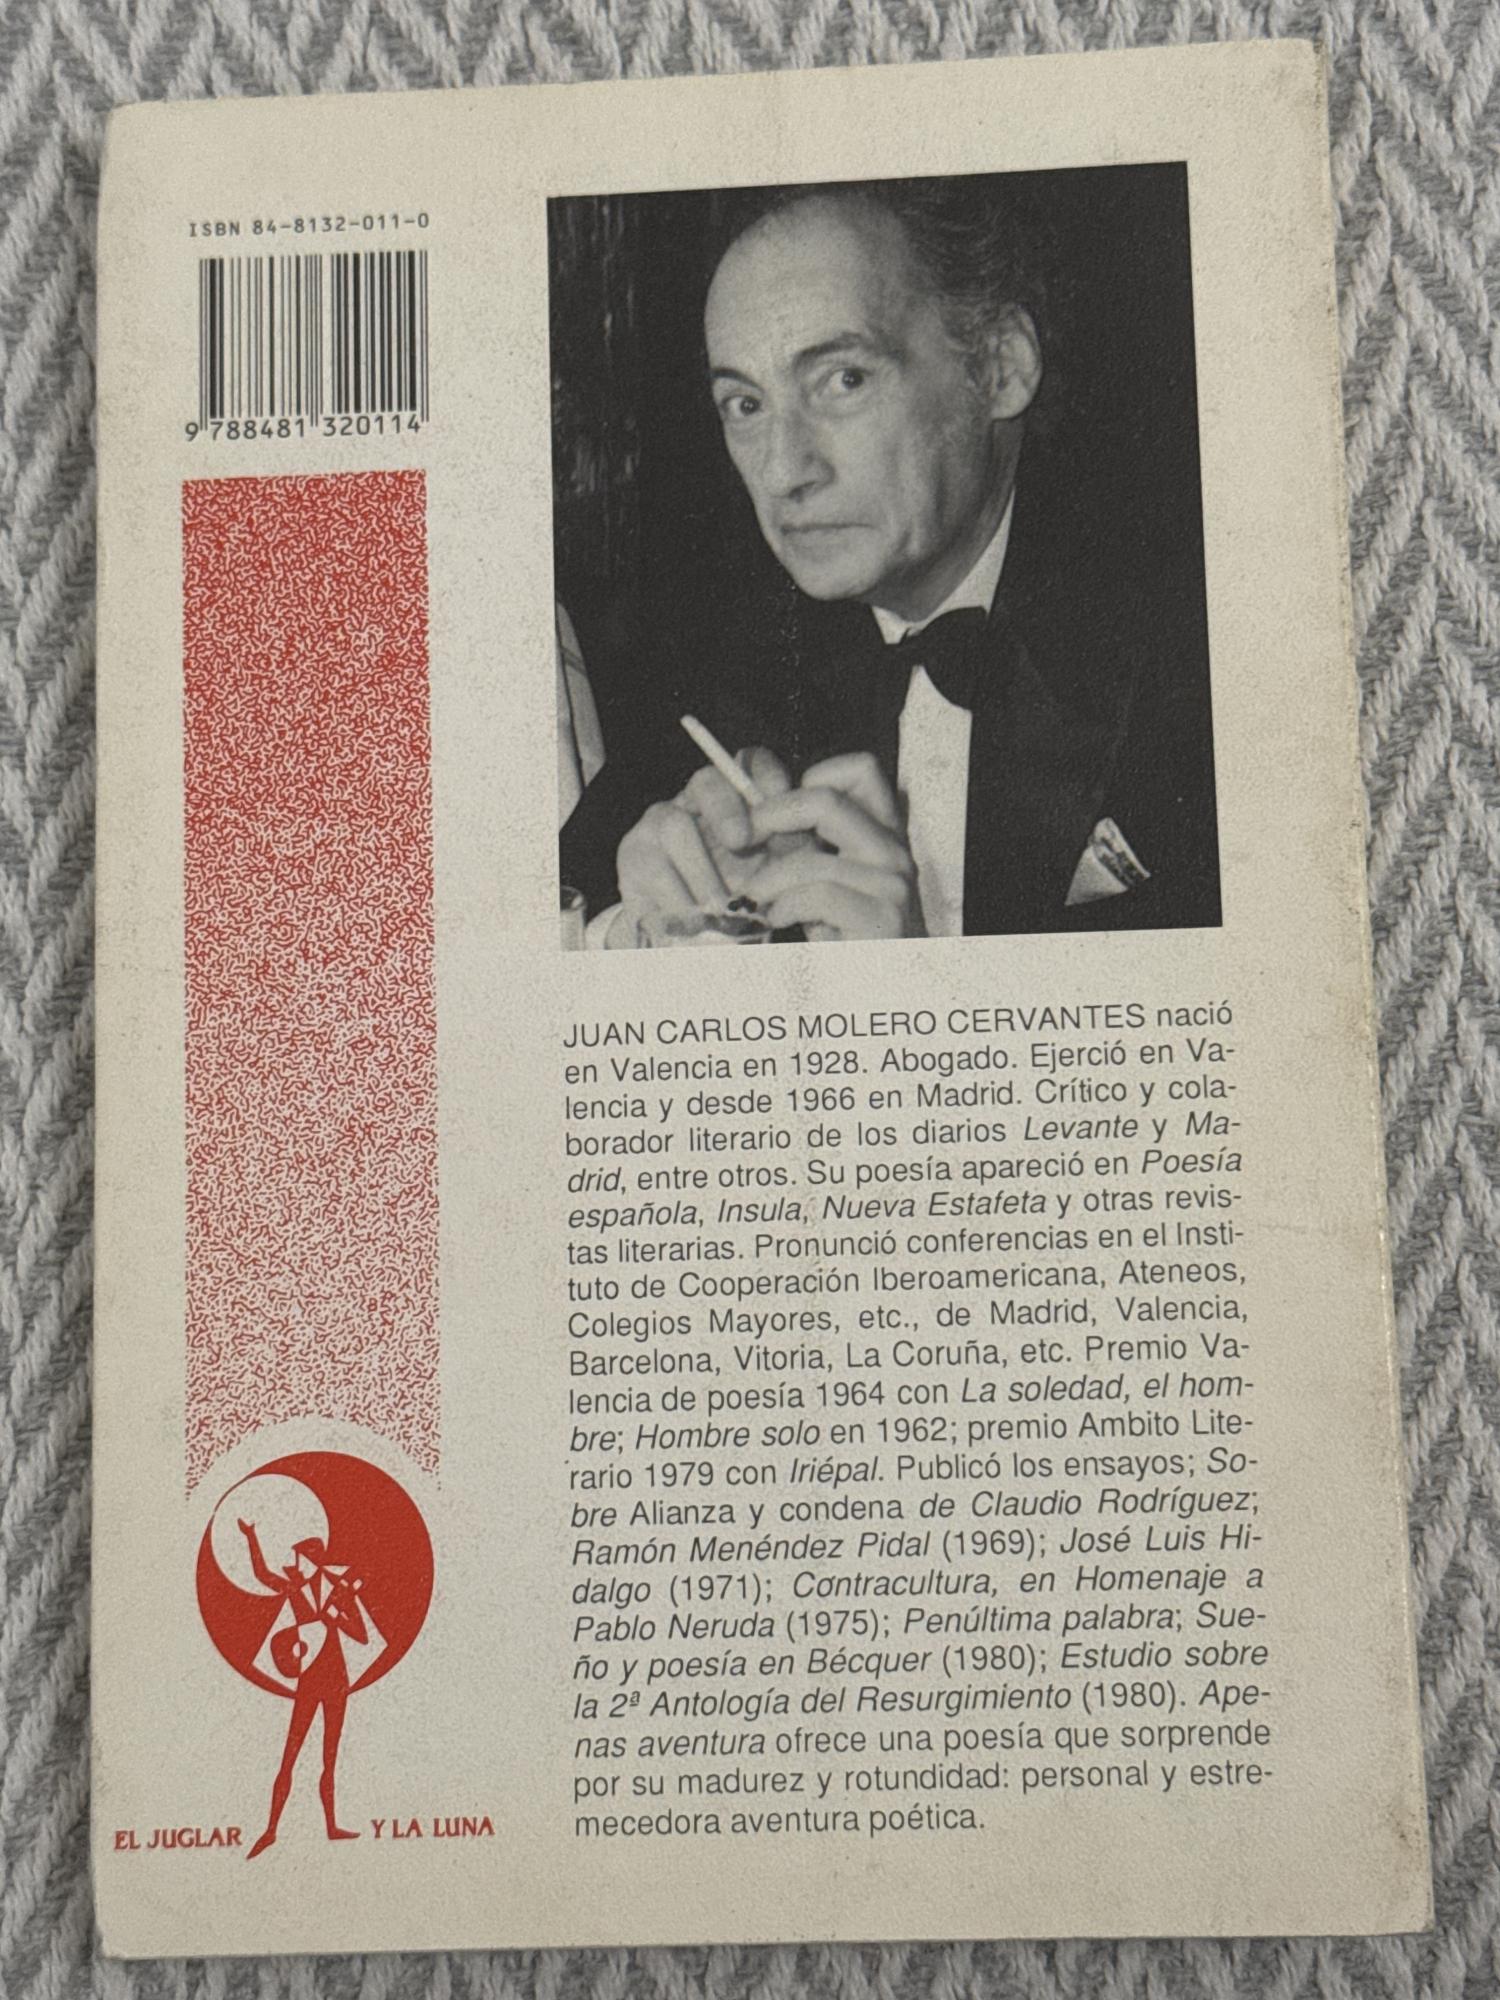 ISBN 84-8132-011-0
9 788481 320114
JUAN CARLOS MOLERO CERVANTES nació
en Valencia en 1928. Abogado. Ejerció en Va-
lencia y desde 1966 en Madrid. Crítico y cola-
borador literario de los diarios Levante y Ma-
drid, entre otros. Su poesía apareció en Poesía
española, Insula, Nueva Estafeta y otras revis-
tas literarias. Pronunció conferencias en el Insti-
tuto de Cooperación Iberoamericana, Ateneos,
Colegios Mayores, etc., de Madrid, Valencia,
Barcelona, Vitoria, La Coruña, etc. Premio Va-
lencia de poesía 1964 con La soledad, el hom-
bre; Hombre solo en 1962; premio Ambito Lite-
rario 1979 con Iriépal. Publicó los ensayos; So-
bre Alianza y condena de Claudio Rodríguez;
Ramón Menéndez Pidal (1969); José Luis Hi-
dalgo (1971); Contracultura, en Homenaje a
Pablo Neruda (1975); Penúltima palabra; Sue-
ño y poesía en Bécquer (1980); Estudio sobre
la 2ª Antología del Resurgimiento (1980). Ape-
nas aventura ofrece una poesía que sorprende
por su madurez y rotundidad: personal y estre-
mecedora aventura poética.
EL JUGLAR Y LA LUNA